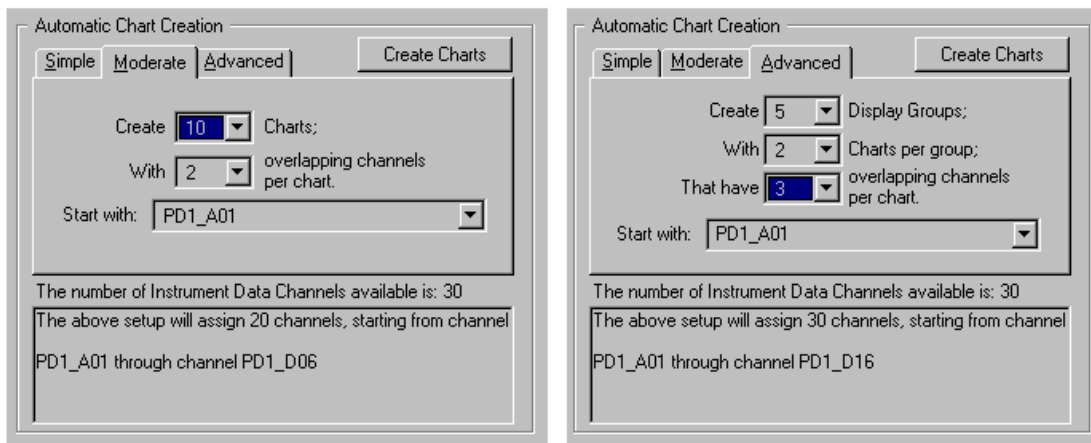 Automatic Chart Creation
Simple Moderate Advanced Create Charts
Create 10 Charts;
With 2 overlapping channels
per chart.
Start with: PD1_A01
The number of Instrument Data Channels available is: 30
The above setup will assign 20 channels, starting from channel
PD1_A01 through channel PD1_D06
Automatic Chart Creation
Simple Moderate Advanced Create Charts
Create 5 Display Groups;
With 2 Charts per group;
That have 3 overlapping channels
per chart.
Start with: PD1_A01
The number of Instrument Data Channels available is: 30
The above setup will assign 30 channels, starting from channel
PD1_A01 through channel PD1_D16